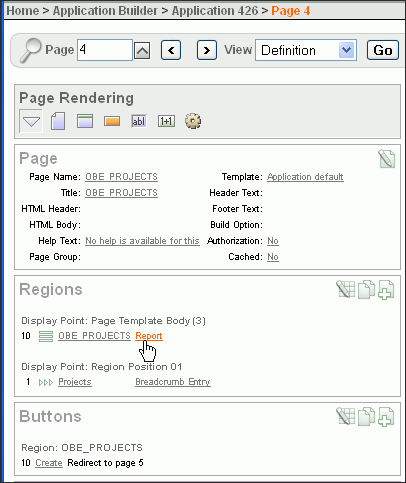 Home > Application Builder > Application 426 > Page 4
Page 4 View Definition Go
Page Rendering
abl 1+1
Page
Page Name: OBE_PROJECTS Template: Application default
Title: OBE_PROJECTS Header Text:
HTML Header: Footer Text:
HTML Body: Build Option:
Help Text: No help is available for this Authorization: No
Page Group: Cached: No
Regions
Display Point: Page Template Body (3)
10 OBE_PROJECTS Report
Display Point: Region Position 01
1 Projects Breadcrumb Entry
Buttons
Region: OBE_PROJECTS
10 Create Redirect to page 5